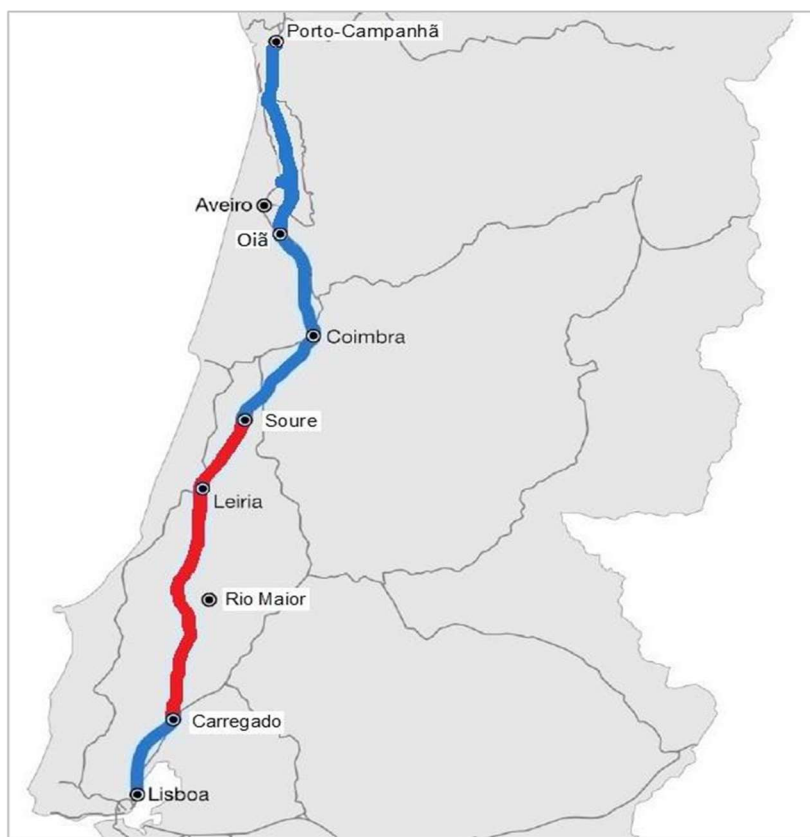 Porto-Campanhã
Aveiro
Oiã
Coimbra
Soure
Leiria
Rio Maior
Carregado
Lisboa